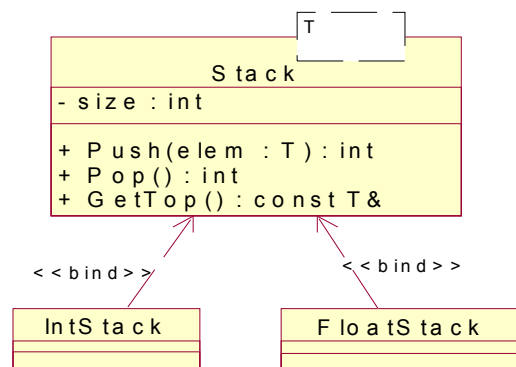 T
Stack
- size : int
+ Push(elem : T) : int
+ Pop() : int
+ GetTop() : const T&
<<bind>>
<<bind>>
IntStack
FloatStack